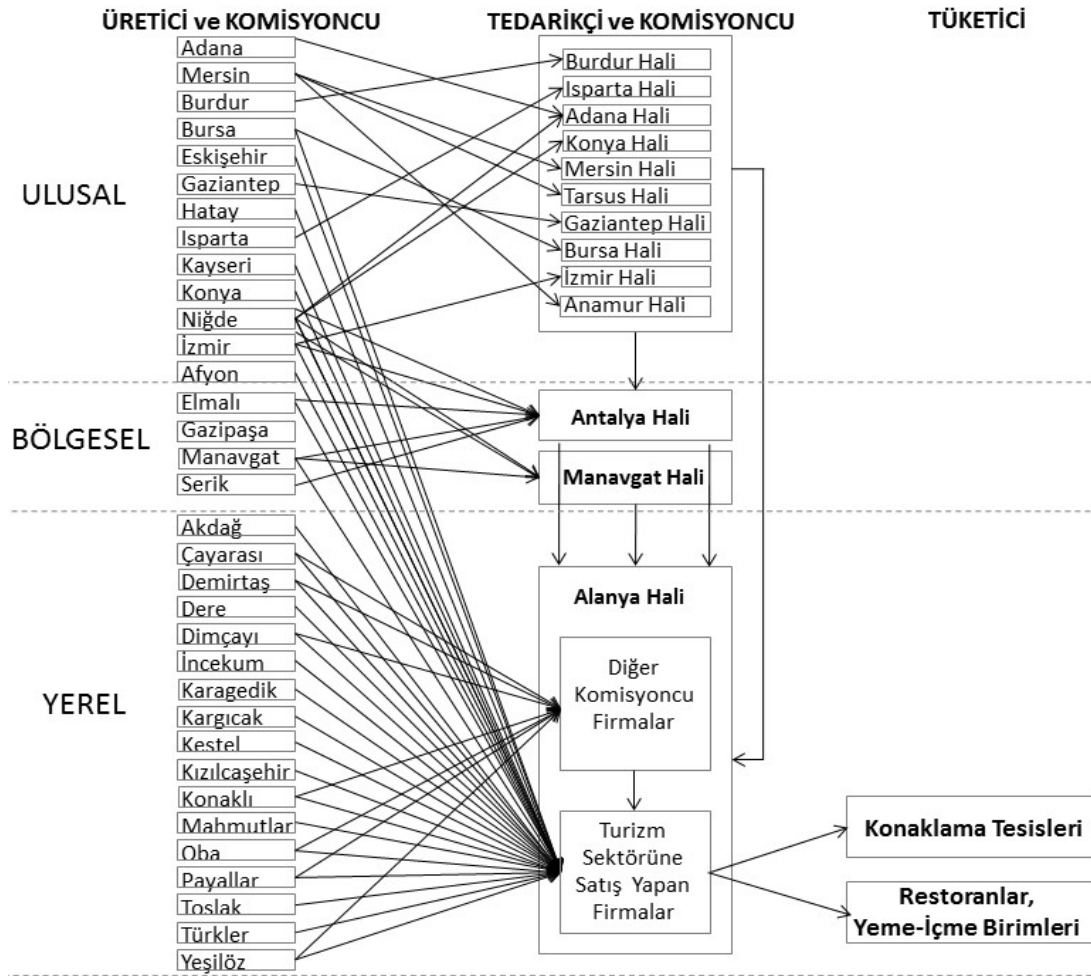 ÜRETİCİ ve KOMİSYONCU
TEDARİKÇİ ve KOMİSYONCU
TÜKETİCİ
ULUSAL
Adana
Mersin
Burdur
Bursa
Eskişehir
Gaziantep
Hatay
Isparta
Kayseri
Konya
Niğde
İzmir
Afyon
Burdur Hali
Isparta Hali
Adana Hali
Konya Hali
Mersin Hali
Tarsus Hali
Gaziantep Hali
Bursa Hali
İzmir Hali
Anamur Hali
BÖLGESEL
Elmalı
Gazipaşa
Manavgat
Serik
Antalya Hali
Manavgat Hali
YEREL
Akdağ
Çayarası
Demirtaş
Dere
Dimçayı
İncekum
Karagedik
Kargıcak
Kestel
Kızılcaşehir
Konaklı
Mahmutlar
Oba
Payallar
Toslak
Türkler
Yeşilöz
Alanya Hali
Diğer
Komisyoncu
Firmalar
Turizm
Sektörüne
Satış Yapan
Firmalar
Konaklama Tesisleri
Restoranlar,
Yeme-İçme Birimleri